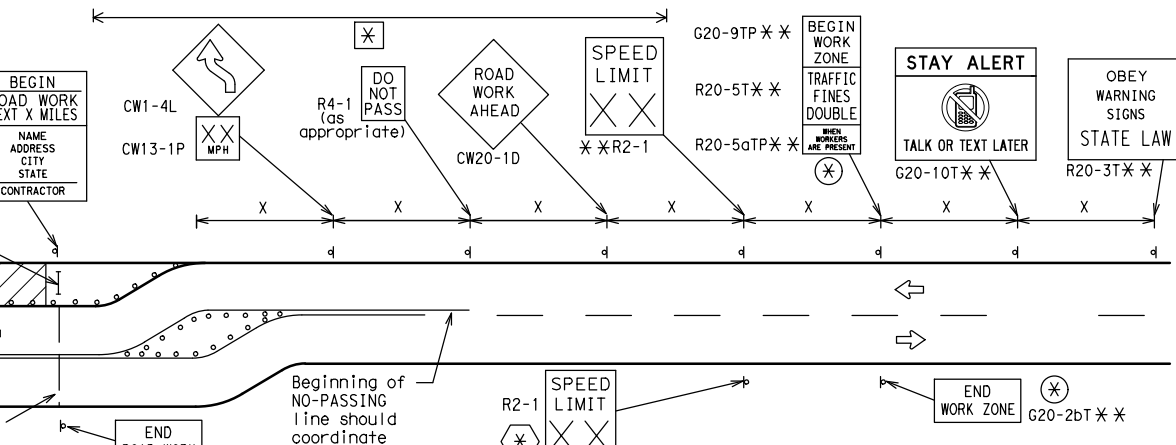 BEGIN
ROAD WORK
NEXT X MILES
NAME
ADDRESS
CITY
STATE
CONTRACTOR
CW1-4L
CW13-1P
XX
MPH
*
DO
NOT
PASS
R4-1
(as
appropriate)
ROAD
WORK
AHEAD
CW20-1D
SPEED
LIMIT
X X
**R2-1
G20-9TP**
R20-5T**
R20-5aTP**
BEGIN
WORK
ZONE
TRAFFIC
FINES
DOUBLE
WHEN
WORKERS
ARE PRESENT
*
STAY ALERT
TALK OR TEXT LATER
G20-10T**
OBEY
WARNING
SIGNS
STATE LAW
R20-3T**
X
X
X
X
X
X
X
Beginning of
NO-PASSING
line should
coordinate
R2-1
*
SPEED
LIMIT
X X
END
WORK ZONE
*
G20-2bT**
END
ROAD WORK